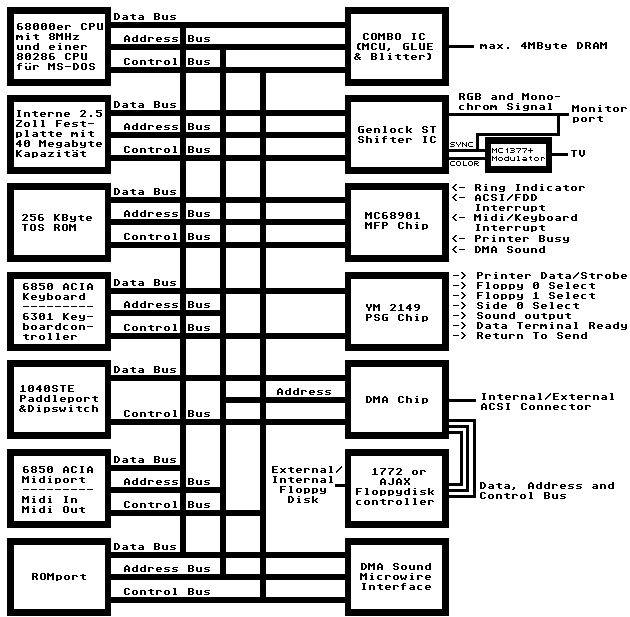 68000er CPU
mit 8MHz
und einer
80286 CPU
für MS-DOS
Data Bus
Address Bus
Control Bus
COMBO IC
(MCU, GLUE
& Blitter)
max. 4MByte DRAM
Interne 2.5
Zoll Fest-
platte mit
40 Megabyte
Kapazität
Data Bus
Address Bus
Control Bus
Genlock ST
Shifter IC
RGB and Mono-
chrom Signal
Monitor
port
SYNC
COLOR
MC1377+
Modulator
TV
256 KByte
TOS ROM
Data Bus
Address Bus
Control Bus
MC68901
MFP Chip
<- Ring Indicator
<- ACSI/FDD
Interrupt
<- Midi/Keyboard
Interrupt
<- Printer Busy
<- DMA Sound
6850 ACIA
Keyboard
---------
6301 Key-
boardcon-
troller
Data Bus
Address Bus
Control Bus
YM 2149
PSG Chip
-> Printer Data/Strobe
-> Floppy 0 Select
-> Floppy 1 Select
-> Side 0 Select
-> Sound output
-> Data Terminal Ready
-> Return To Send
1040STE
Paddleport
&Dipswitch
Data Bus
Control Bus
Address
DMA Chip
Internal/External
ACSI Connector
6850 ACIA
Midiport
---------
Midi In
Midi Out
Data Bus
Address Bus
Control Bus
External/
Internal
Floppy
Disk
1772 or
AJAX
Floppydisk
controller
Data, Address and
Control Bus
ROMport
Data Bus
Address Bus
Control Bus
DMA Sound
Microwire
Interface